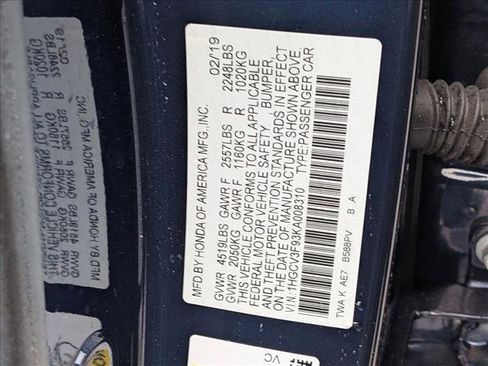 MFD BY HONDA OF AMERICA MFG., INC. 02/19
GVWR 4519LBS GAWR F 2557LBS R 2248LBS
GVWR 2050KG GAWR F 1160KG R 1020KG
THIS VEHICLE CONFORMS TO ALL APPLICABLE
FEDERAL MOTOR VEHICLE SAFETY BUMPER,
AND THEFT PREVENTION STANDARDS IN EFFECT
ON THE DATE OF MANUFACTURE SHOWN ABOVE.
V.I.N.: 1HGCV3F95KA008310 TYPE:PASSENGER CAR
TWA K AE7 B588PV B A